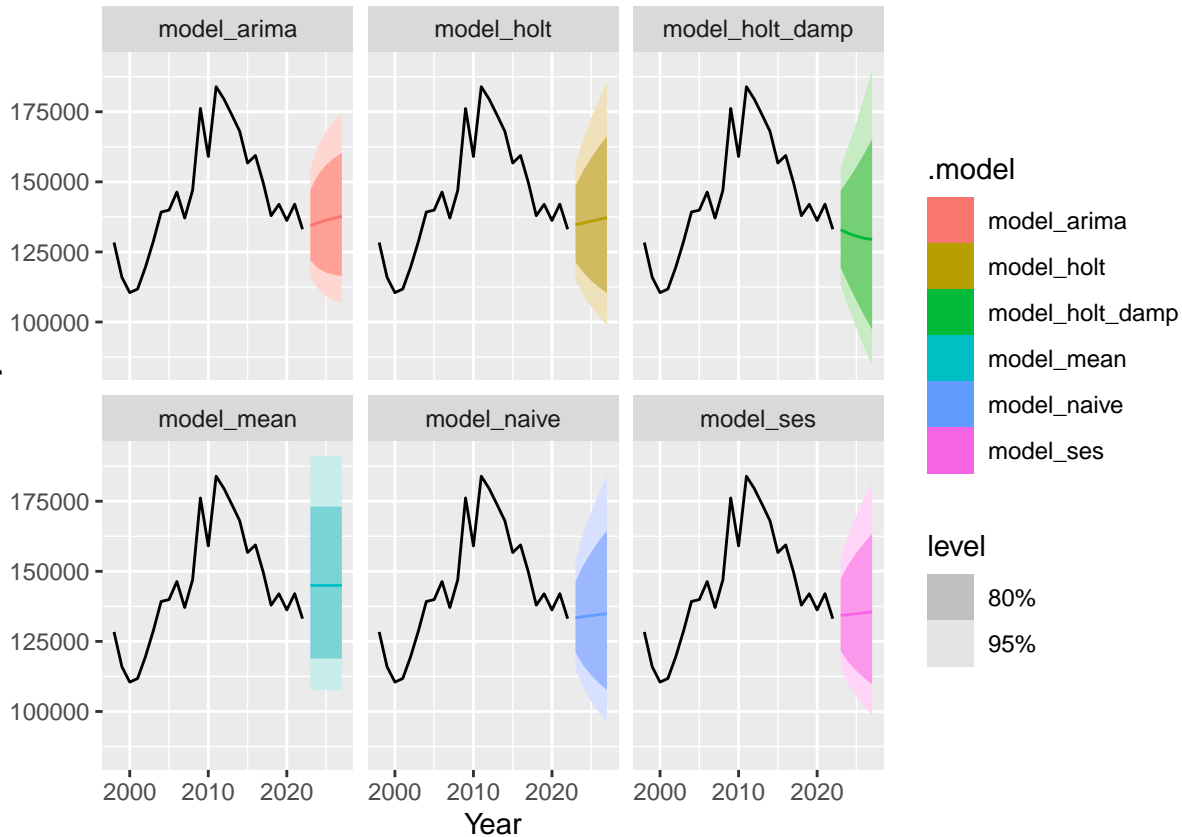 model_arima model_holt model_holt_damp
175000
150000
125000
100000
model_mean model_naive model_ses
175000
150000
125000
100000
2000 2010 2020 2000 2010 2020 2000 2010 2020
Year
.model
model_arima
model_holt
model_holt_damp
model_mean
model_naive
model_ses
level
80%
95%